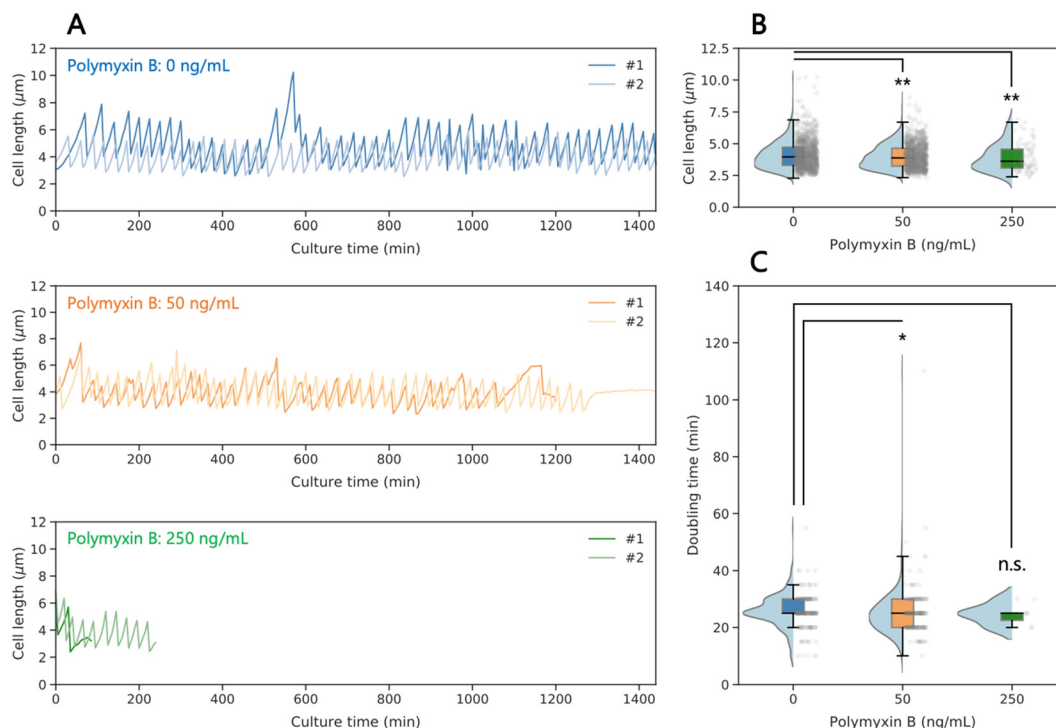 A
12
10
8
6
4
2
0
Cell length (μm)
Polymyxin B: 0 ng/mL
#1
#2
0 200 400 600 800 1000 1200 1400
Culture time (min)
12
10
8
6
4
2
0
Cell length (μm)
Polymyxin B: 50 ng/mL
#1
#2
0 200 400 600 800 1000 1200 1400
Culture time (min)
12
10
8
6
4
2
0
Cell length (μm)
Polymyxin B: 250 ng/mL
#1
#2
0 200 400 600 800 1000 1200 1400
Culture time (min)
B
12.5
10.0
7.5
5.0
2.5
0.0
Cell length (μm)
**
**
0 50 250
Polymyxin B (ng/mL)
C
140
120
100
80
60
40
20
0
Doubling time (min)
*
n.s.
0 50 250
Polymyxin B (ng/mL)